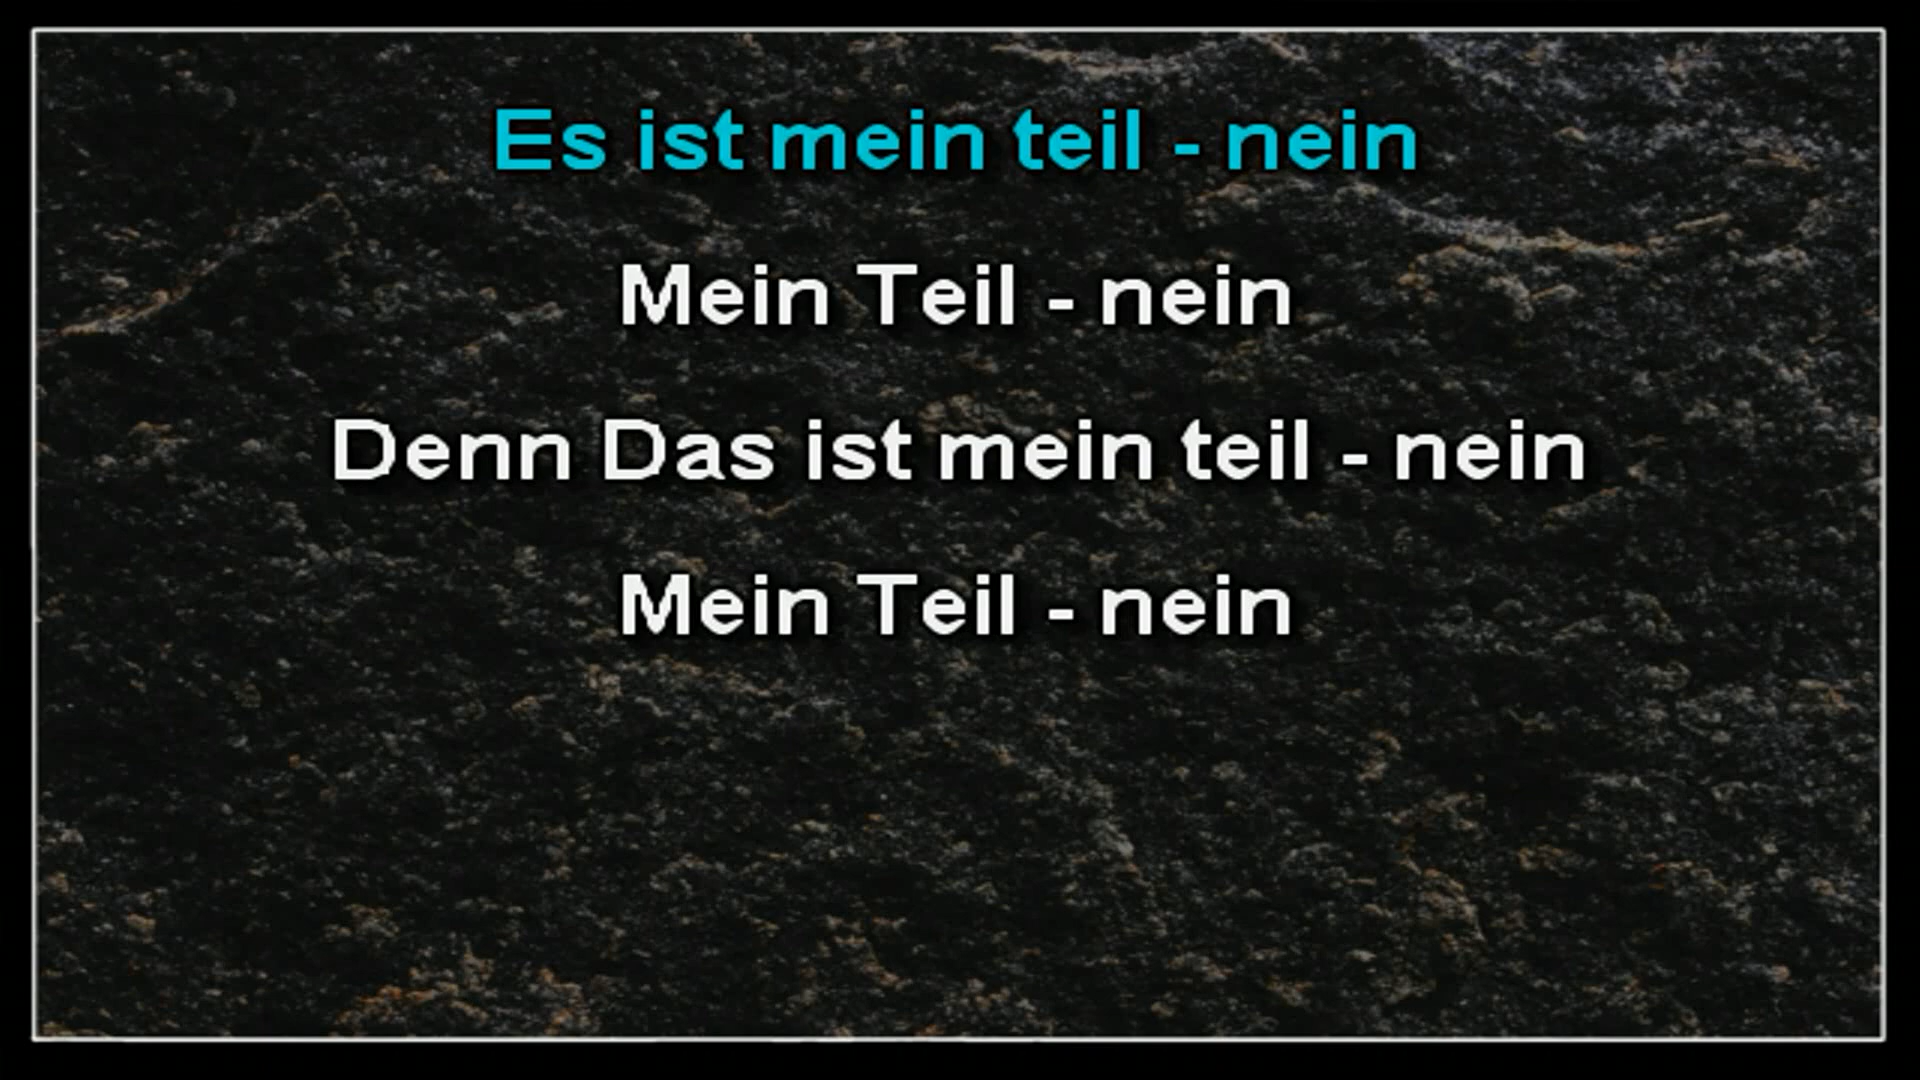 Es ist mein teil - nein
Mein Teil - nein
Denn Das ist mein teil - nein
Mein Teil - nein